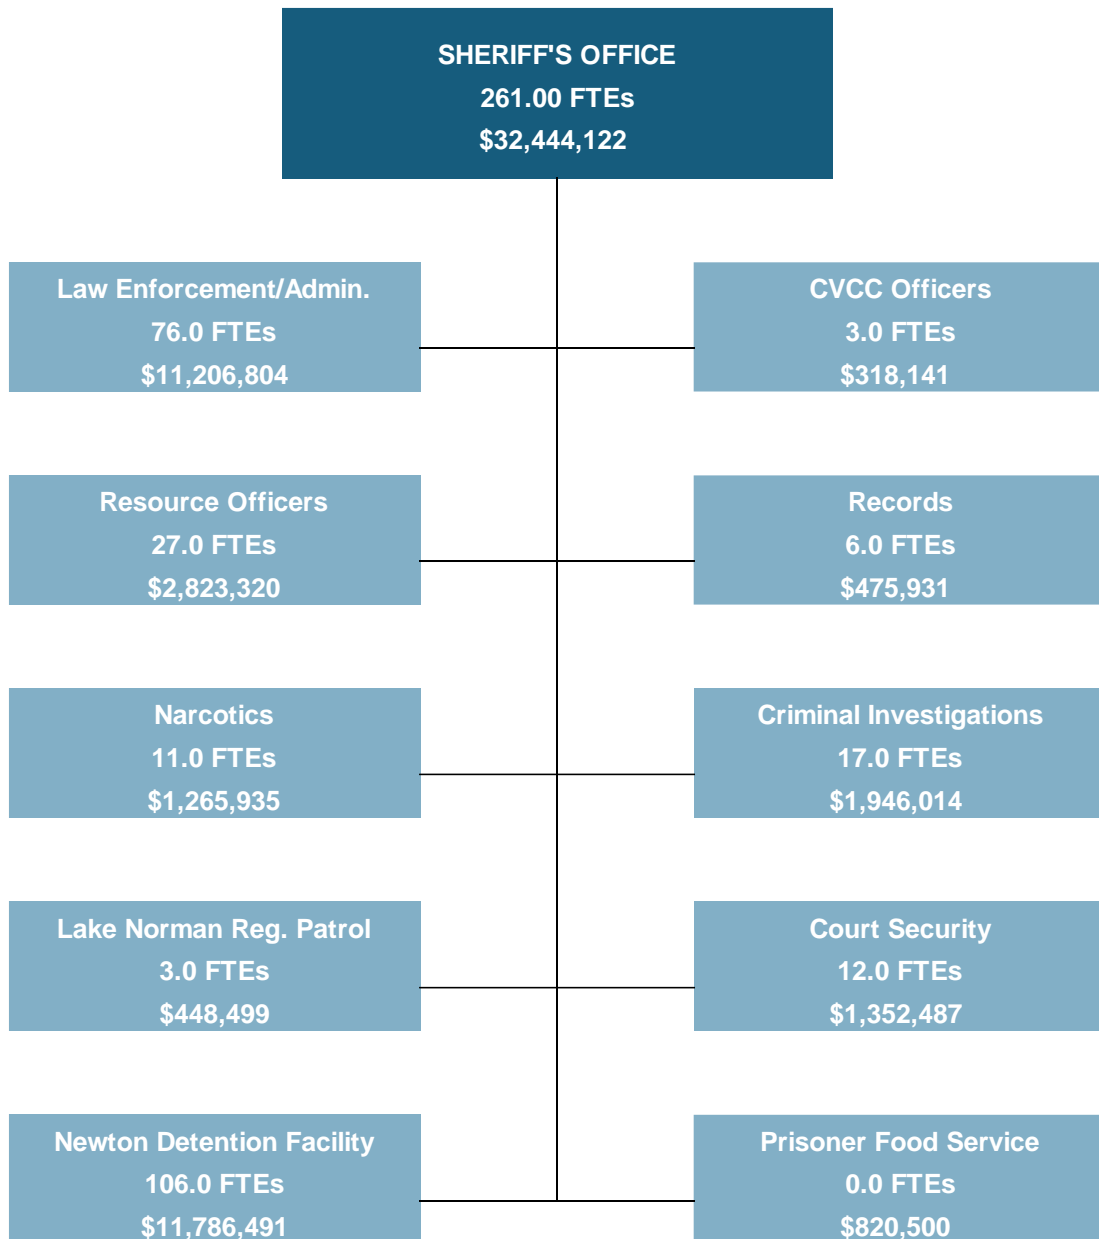 SHERIFF'S OFFICE
261.00 FTEs
$32,444,122
Law Enforcement/Admin.
76.0 FTEs
$11,206,804
CVCC Officers
3.0 FTEs
$318,141
Resource Officers
27.0 FTEs
$2,823,320
Records
6.0 FTEs
$475,931
Narcotics
11.0 FTEs
$1,265,935
Criminal Investigations
17.0 FTEs
$1,946,014
Lake Norman Reg. Patrol
3.0 FTEs
$448,499
Court Security
12.0 FTEs
$1,352,487
Newton Detention Facility
106.0 FTEs
$11,786,491
Prisoner Food Service
0.0 FTEs
$820,500